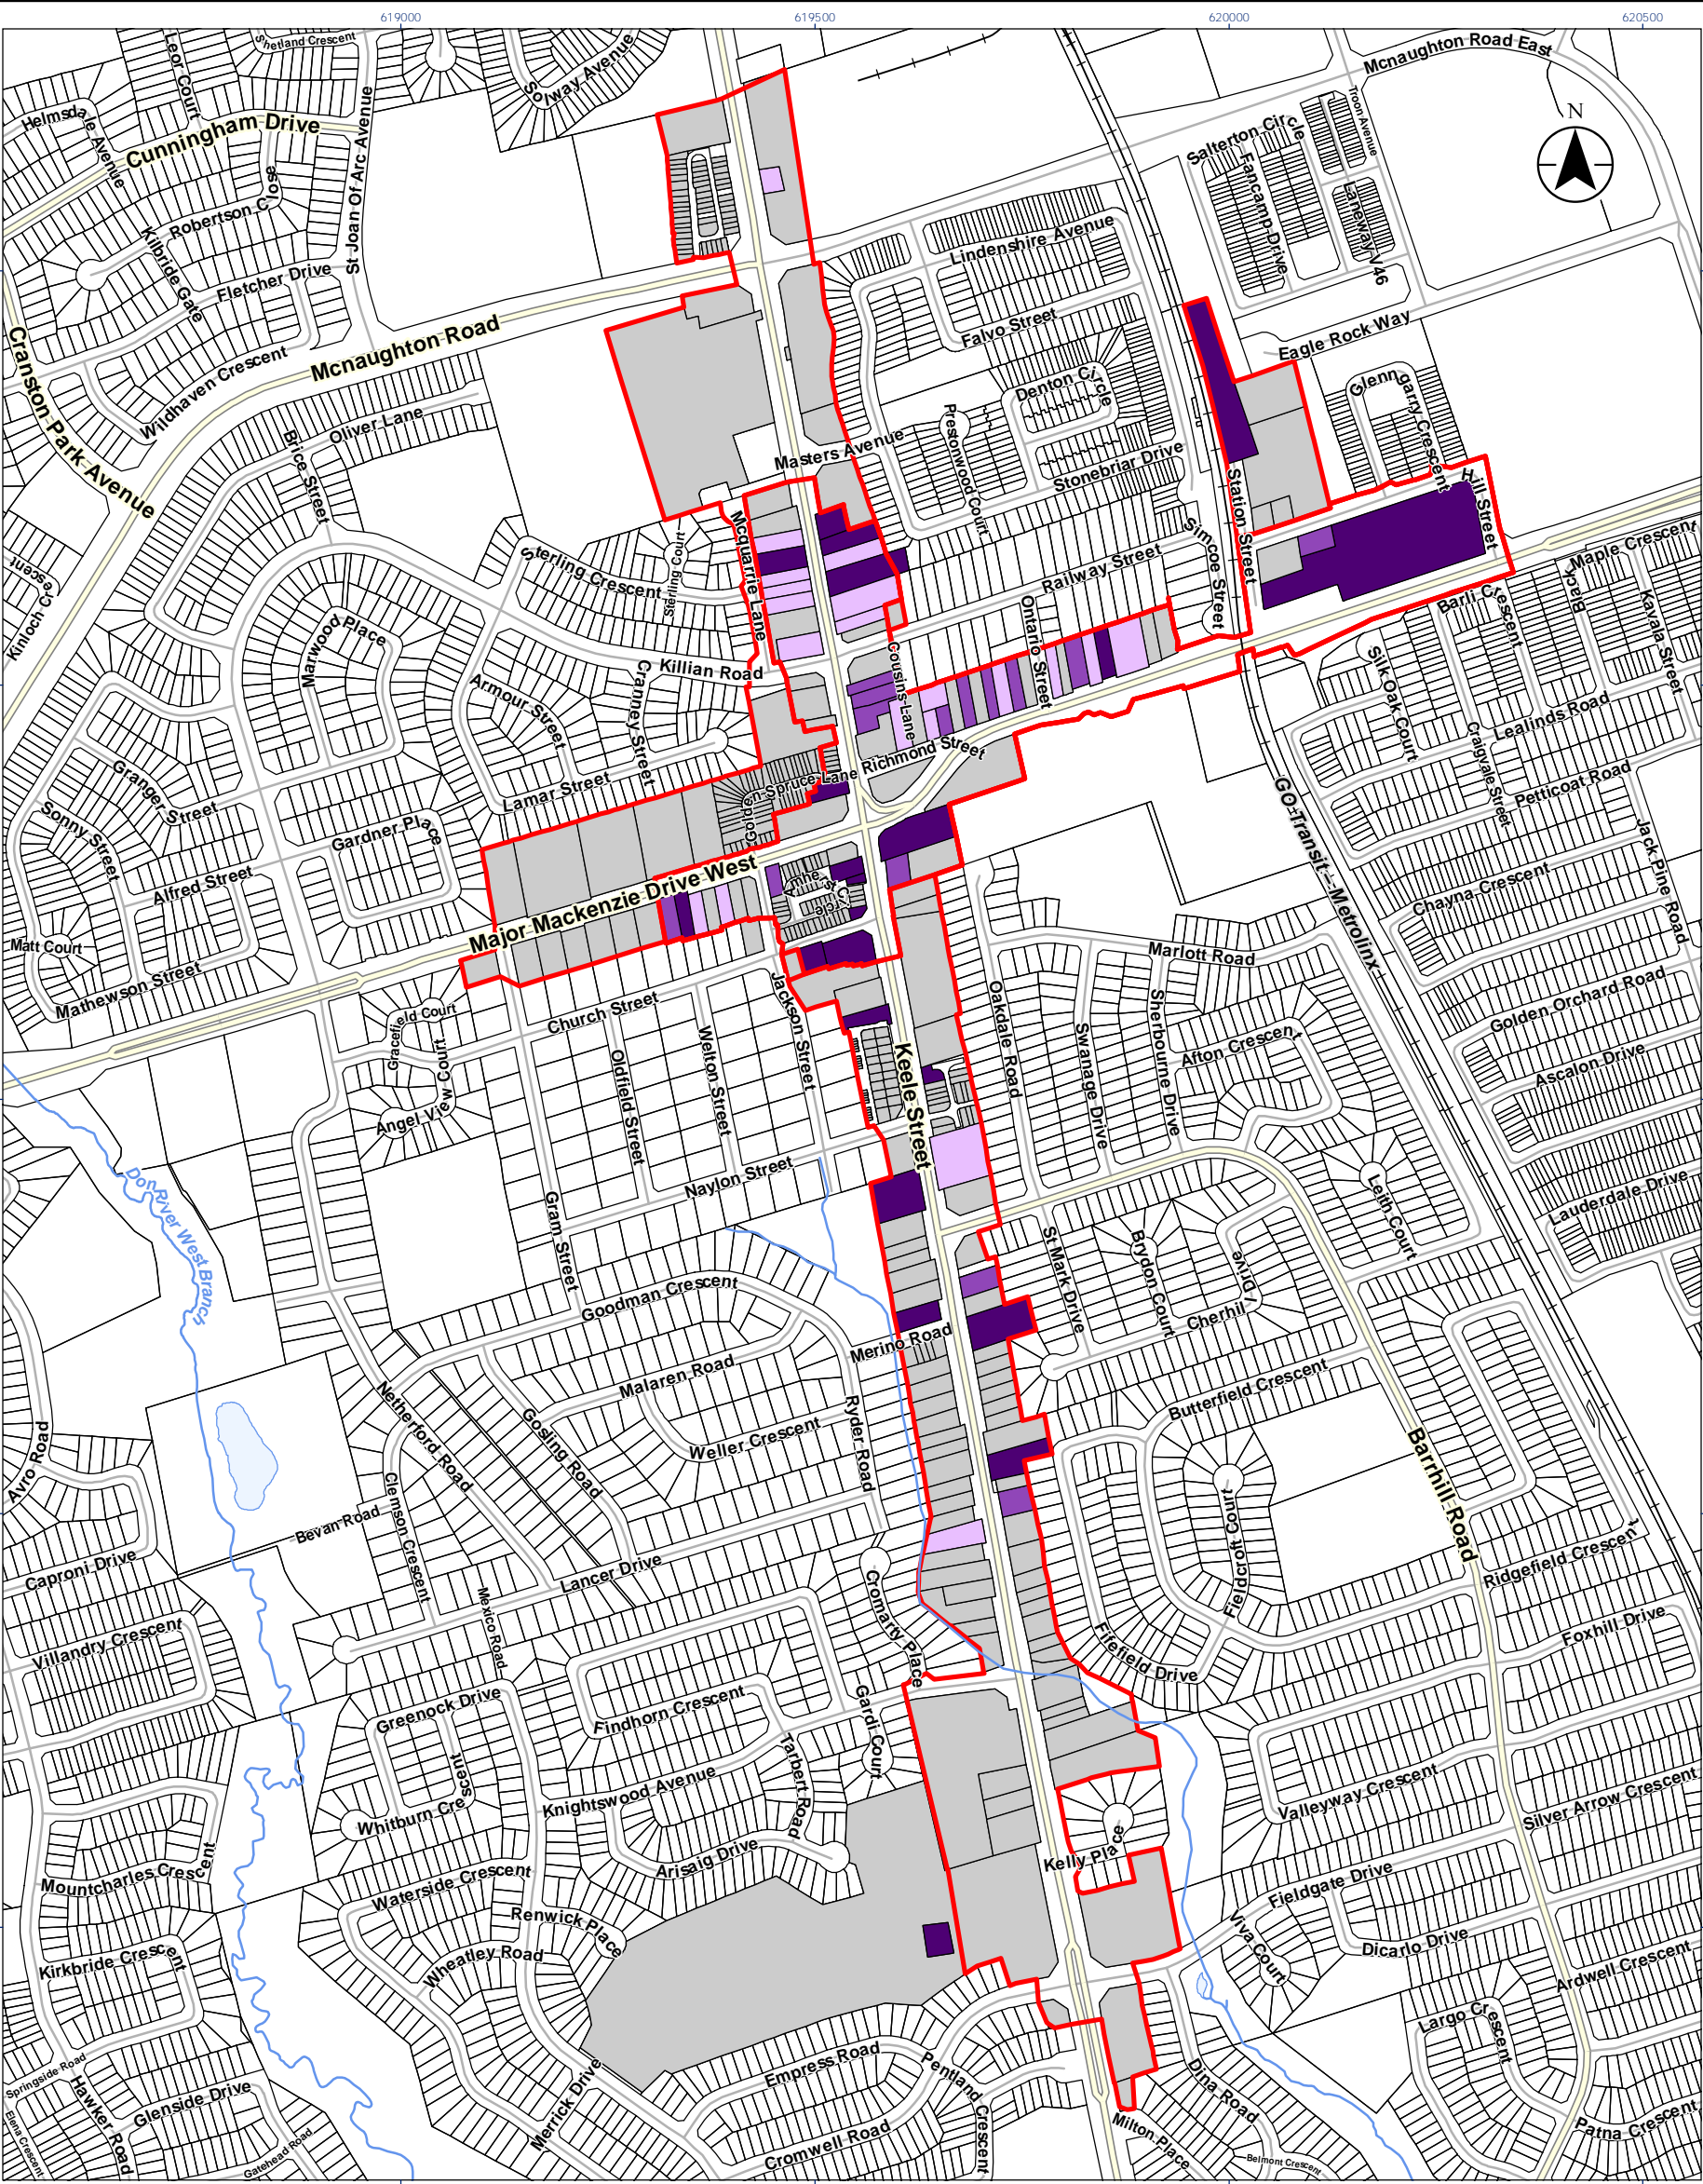 619000
619500
620000
620500
Shetland Crescent
Leor Court
Solway Avenue
Mcnaughton Road East
N
Helmsdale Avenue
Cunningham Drive
St Joan Of Arc Avenue
Troon Avenue
Salterton Circle
Fancamp Drive
Laneway V46
Robertson Close
Kilbride Gate
Fletcher Drive
Lindenshire Avenue
Falvo Street
Eagle Rock Way
Cranston Park Avenue
Mcnaughton Road
Wildhaven Crescent
Denton Circle
Glenngarry Crescent
Oliver Lane
Brice Street
Masters Avenue
Prestonwood Court
Stonebriar Drive
Station Street
Hill Street
Mcquarrie Lane
Sterling Crescent
Sterling Court
Simcoe Street
Railway Street
Maple Crescent
Kinloch Crescent
Marwood Place
Ontario Street
Barli Crescent
Kavala Street
Killian Road
Cousins Lane
Silk Oak Court
Armour Street
Craney Street
Lealinds Road
Craigvale Street
Granger Street
Lamar Street
Golden Spruce Lane
Richmond Street
GO Transit - Metrolinx
Petticoat Road
Sonny Street
Gardner Place
Jack Pine Road
Alfred Street
Major Mackenzie Drive West
Amherst Circle
Chayna Crescent
Matt Court
Mathewson Street
Marlott Road
Golden Orchard Road
Church Street
Jackson Street
Gracefield Court
Oakdale Road
Swanage Drive
Sherbourne Drive
Afton Crescent
Ascalon Drive
Oldfield Street
Welton Street
Keele Street
Angel View Court
Don River West Branch
Naylon Street
Gram Street
Leith Court
Lauderdale Drive
St Mark Drive
Brydon Court
Cherhill Drive
Goodman Crescent
Merino Road
Malaren Road
Netherford Road
Gosling Road
Weller Crescent
Ryder Road
Butterfield Crescent
Barrhill Road
Avro Road
Clemson Crescent
Bevan Road
Fieldcroft Court
Caproni Drive
Lancer Drive
Ridgefield Crescent
Mexico Road
Cromarty Place
Villandry Crescent
Fifefield Drive
Foxhill Drive
Greenock Drive
Findhorn Crescent
Gardi Court
Tarbert Road
Whitburn Crescent
Knightswood Avenue
Valleyway Crescent
Silver Arrow Crescent
Arisaig Drive
Kelly Place
Mountcharles Crescent
Waterside Crescent
Fieldgate Drive
Renwick Place
Viva Court
Dicarlo Drive
Kirkbride Crescent
Wheatley Road
Ardwell Crescent
Largo Crescent
Springside Road
Empress Road
Pentland Crescent
Dina Road
Hawker Road
Glenside Drive
Merrick Drive
Elena Crescent
Gatehead Road
Cromwell Road
Milton Place
Belmont Crescent
Patna Crescent